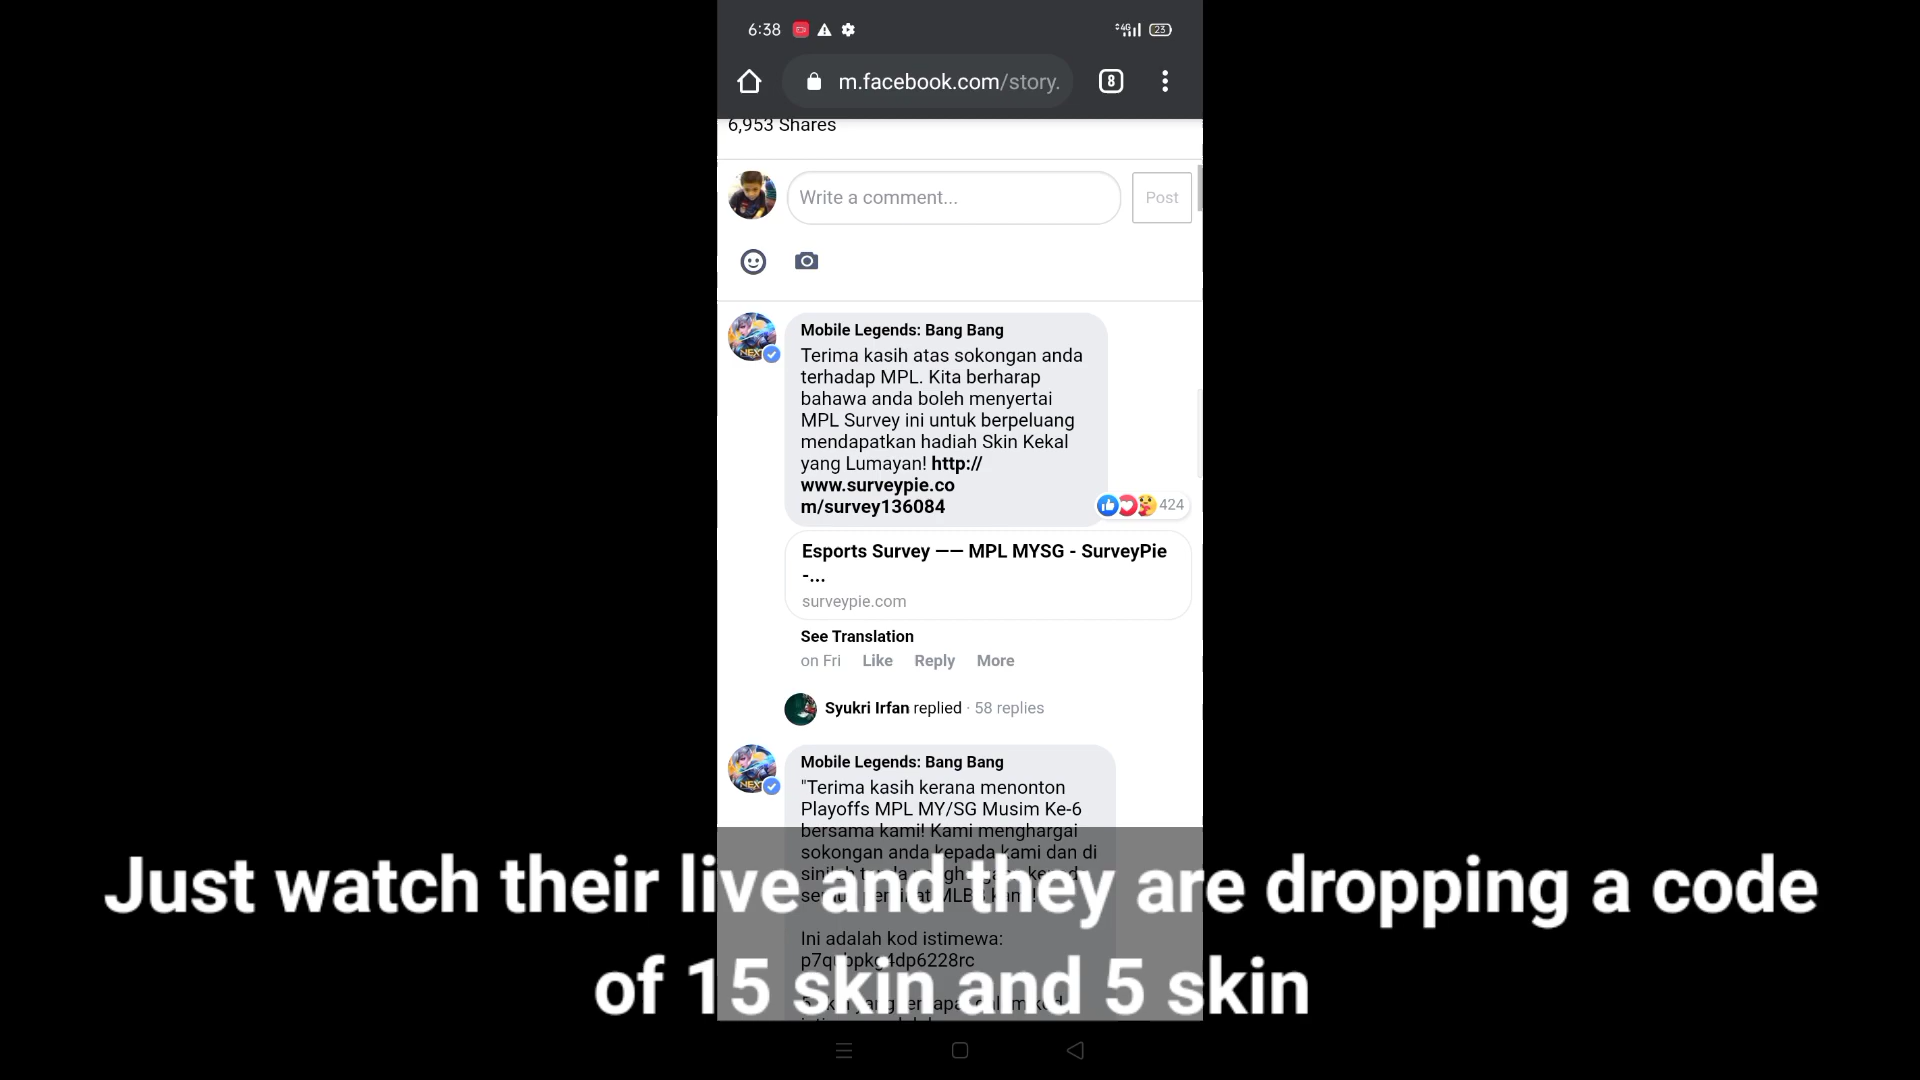 6:38
4G
23
m.facebook.com/story.
8
6,953 Shares
Write a comment...
Post
Mobile Legends: Bang Bang
Terima kasih atas sokongan anda
terhadap MPL. Kita berharap
bahawa anda boleh menyertai
MPL Survey ini untuk berpeluang
mendapatkan hadiah Skin Kekal
yang Lumayan! http://
www.surveypie.co
m/survey136084
424
Esports Survey —— MPL MYSG - SurveyPie
-...
surveypie.com
See Translation
on Fri Like Reply More
Syukri Irfan replied · 58 replies
Mobile Legends: Bang Bang
"Terima kasih kerana menonton
Playoffs MPL MY/SG Musim Ke-6
bersama kami! Kami menghargai
sokongan anda kepada kami dan di
Just watch their live and they are dropping a code
Ini adalah kod istimewa:
of 15 skin and 5 skin